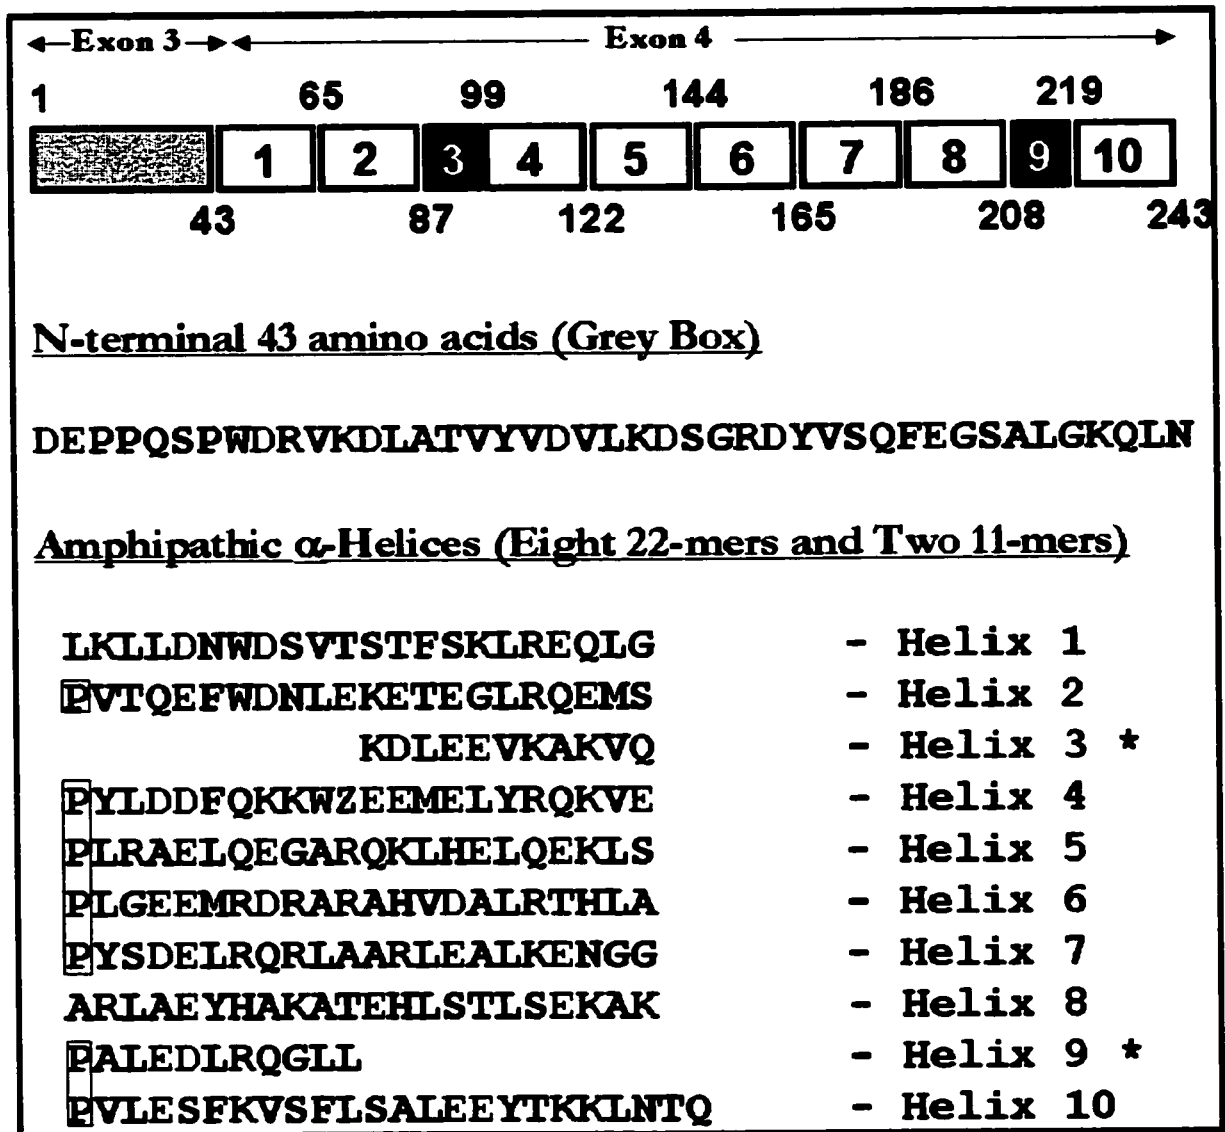 Exon 3 Exon 4
1 65 99 144 186 219
1 2 3 4 5 6 7 8 9 10
43 87 122 165 208 243
N-terminal 43 amino acids (Grey Box)
DEPPQSPWDRVKDLATVYVDVLKDSGRDYVSQFEGSALGKQLN
Amphipathic α-Helices (Eight 22-mers and Two 11-mers)
LKLLDNWDSVTSTFSKLREQLG - Helix 1
PVTQEFWDNLEKETEGLRQEMS - Helix 2
KDLEEVKAKVQ - Helix 3 *
PYLDDFQKKWZEEMELYRQKVE - Helix 4
PLRAELQEGARQKLHELQEKLS - Helix 5
PLGEEMRDRARAHVDALRTHLA - Helix 6
PYSDELRQRLAARLEALKENGG - Helix 7
ARLAEYHAKATEHLSTLSEKAK - Helix 8
PALEDLRQGLL - Helix 9 *
PVLESFKVSFLSALEEYTKKLNTQ - Helix 10